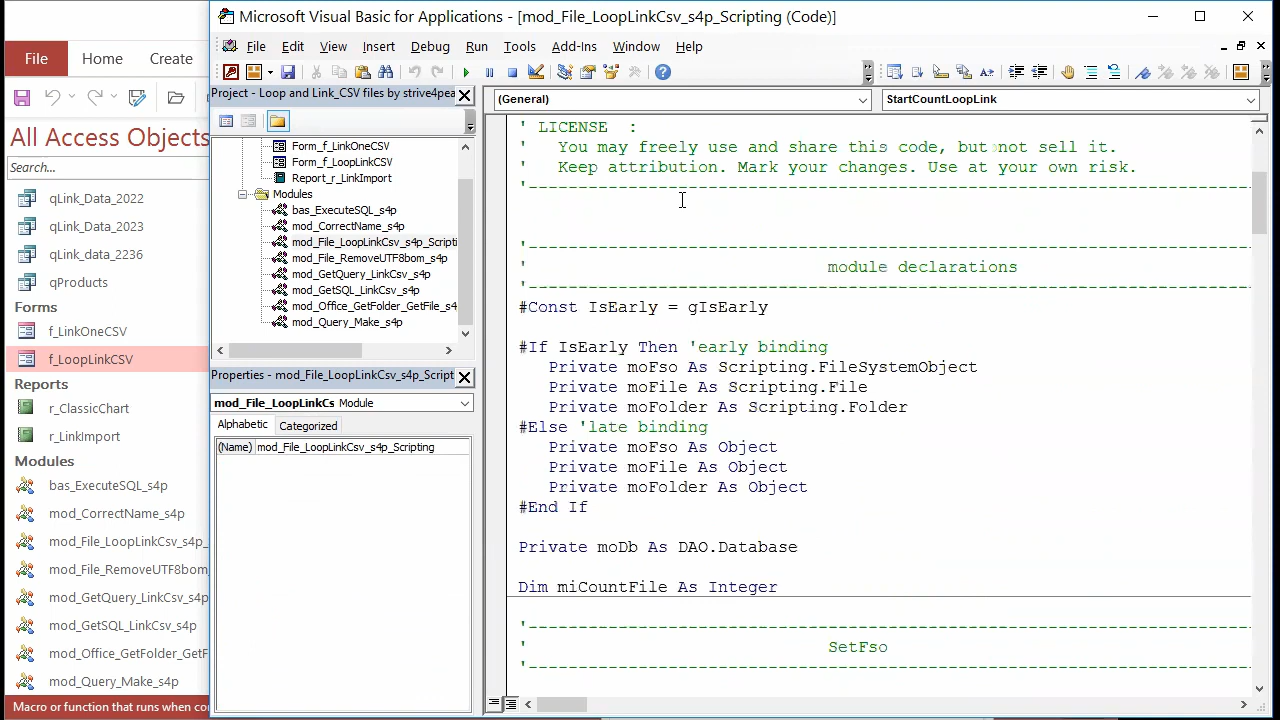 Microsoft Visual Basic for Applications - [mod_File_LoopLinkCsv_s4p_Scripting (Code)]
File Home Create
File Edit View Insert Debug Run Tools Add-Ins Window Help
All Access Objects
Search...
qLink_Data_2022
qLink_Data_2023
qLink_data_2236
qProducts
Forms
f_LinkOneCSV
f_LoopLinkCSV
Reports
r_ClassicChart
r_LinkImport
Modules
bas_ExecuteSQL_s4p
mod_CorrectName_s4p
mod_File_LoopLinkCsv_s4p_
mod_File_RemoveUTF8bom_
mod_GetQuery_LinkCsv_s4p
mod_GetSQL_LinkCsv_s4p
mod_Office_GetFolder_GetF
mod_Query_Make_s4p
Macro or function that runs when co
Project - Loop and Link_CSV files by strive4pea
Form_f_LinkOneCSV
Form_f_LoopLinkCSV
Report_r_LinkImport
Modules
bas_ExecuteSQL_s4p
mod_CorrectName_s4p
mod_File_LoopLinkCsv_s4p_Scripti
mod_File_RemoveUTF8bom_s4p
mod_GetQuery_LinkCsv_s4p
mod_GetSQL_LinkCsv_s4p
mod_Office_GetFolder_GetFile_s4
mod_Query_Make_s4p
Properties - mod_File_LoopLinkCsv_s4p_Script
mod_File_LoopLinkCs Module
Alphabetic Categorized
(Name) mod_File_LoopLinkCsv_s4p_Scripting
(General) StartCountLoopLink
' LICENSE :
' You may freely use and share this code, but not sell it.
' Keep attribution. Mark your changes. Use at your own risk.
'--------------------------------------------------------------------------
'--------------------------------------------------------------------------
' module declarations
'--------------------------------------------------------------------------
#Const IsEarly = gIsEarly
#If IsEarly Then 'early binding
Private moFso As Scripting.FileSystemObject
Private moFile As Scripting.File
Private moFolder As Scripting.Folder
#Else 'late binding
Private moFso As Object
Private moFile As Object
Private moFolder As Object
#End If
Private moDb As DAO.Database
Dim miCountFile As Integer
'--------------------------------------------------------------------------
' SetFso
'--------------------------------------------------------------------------